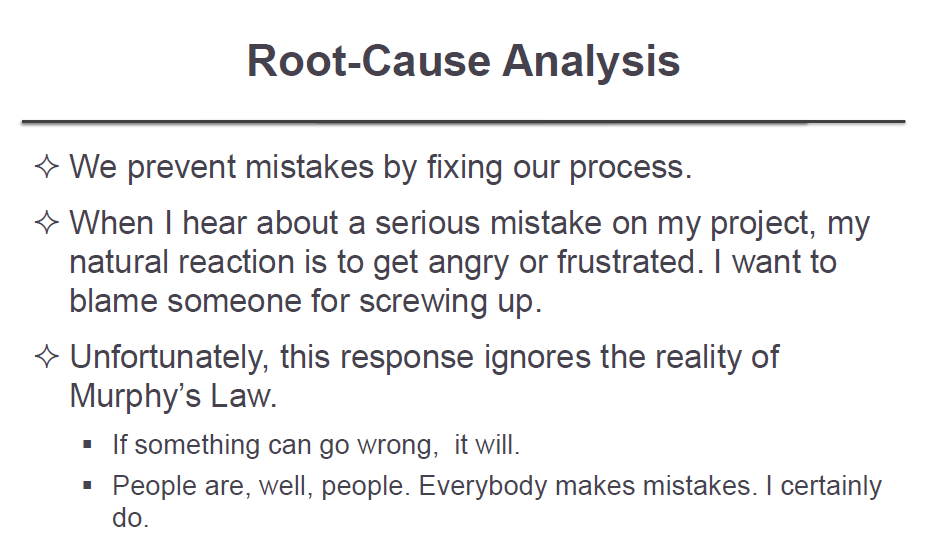 Root-Cause Analysis
✧ We prevent mistakes by fixing our process.
✧ When I hear about a serious mistake on my project, my
natural reaction is to get angry or frustrated. I want to
blame someone for screwing up.
✧ Unfortunately, this response ignores the reality of
Murphy’s Law.
▪ If something can go wrong,  it will.
▪ People are, well, people. Everybody makes mistakes. I certainly
do.